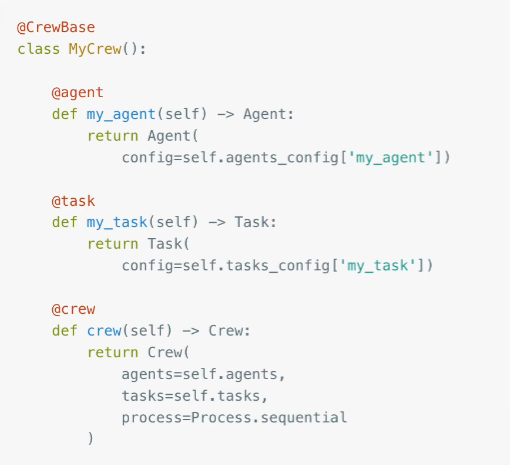 @CrewBase
class MyCrew():

    @agent
    def my_agent(self) -> Agent:
        return Agent(
            config=self.agents_config['my_agent'])

    @task
    def my_task(self) -> Task:
        return Task(
            config=self.tasks_config['my_task'])

    @crew
    def crew(self) -> Crew:
        return Crew(
            agents=self.agents,
            tasks=self.tasks,
            process=Process.sequential
        )